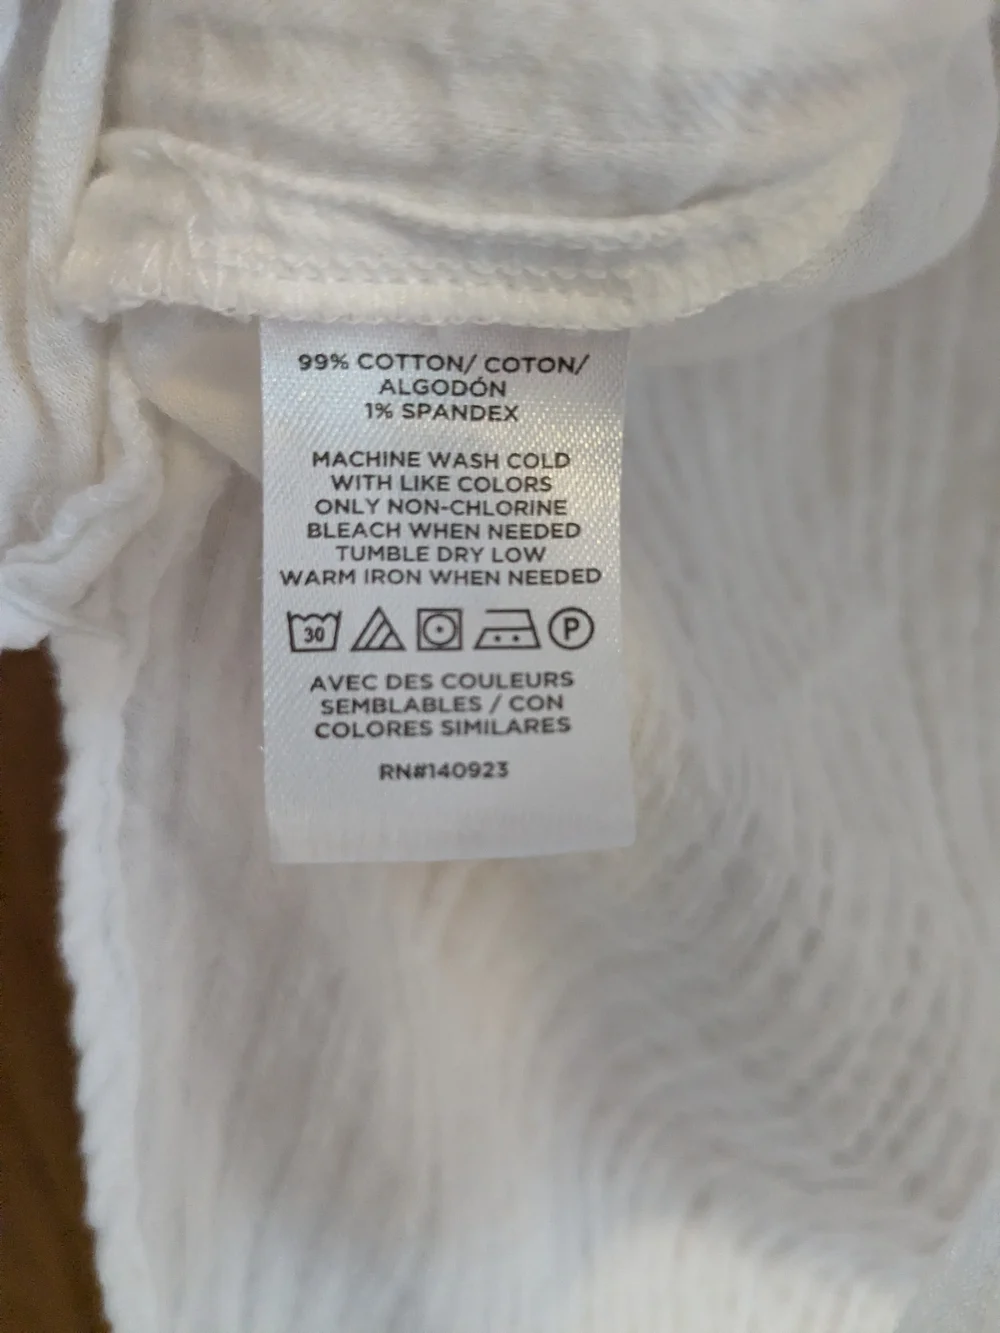 99% COTTON/ COTON/
ALGODÓN
1% SPANDEX
MACHINE WASH COLD
WITH LIKE COLORS
ONLY NON-CHLORINE
BLEACH WHEN NEEDED
TUMBLE DRY LOW
WARM IRON WHEN NEEDED
30 P
AVEC DES COULEURS
SEMBLABLES / CON
COLORES SIMILARES
RN#140923